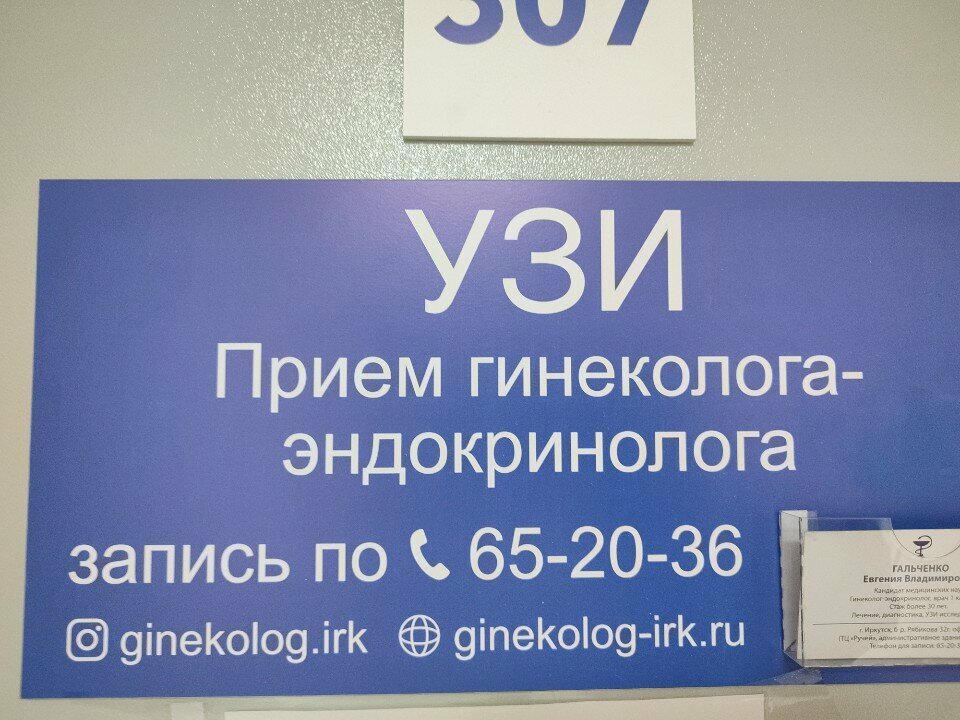 307
УЗИ
Прием гинеколога-
эндокринолога
запись по 65-20-36
ginekolog.irk ginekolog-irk.ru
ГАЛЬЧЕНКО
Евгения Владимиро
Кандидат медицинских нау
Гинеколог-эндокринолог, врач 1 к
Стаж более 30 лет.
Лечение, диагностика, УЗИ иссле
г. Иркутск, б-р. Рябикова 32г. оф
(ТЦ «Ручей», административное здани
Телефон для записи: 65-20-3